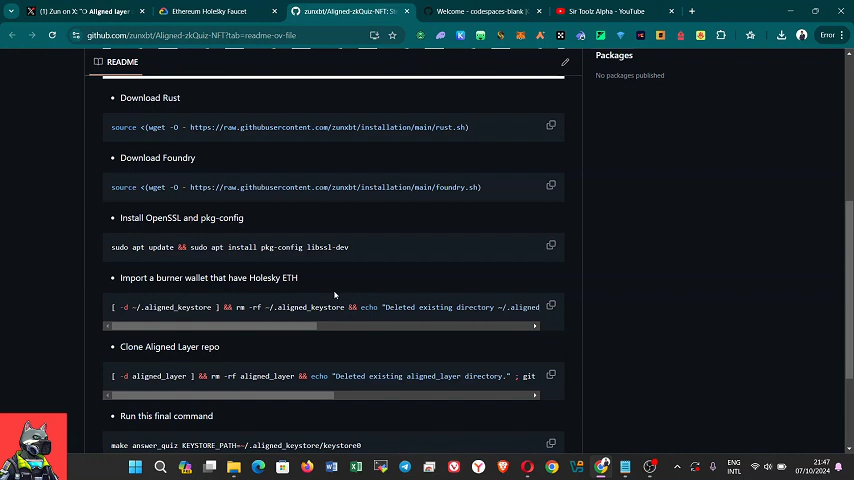 (1) Zun on X: "
Aligned layer
Ethereum Holesky Faucet
zunxbt/Aligned-zkQuiz-NFT: St
Welcome - codespaces-blank [C
Sir Toolz Alpha - YouTube
github.com/zunxbt/Aligned-zkQuiz-NFT?tab=readme-ov-file
Error
README
Packages
No packages published
Download Rust
source <(wget -O - https://raw.githubusercontent.com/zunxbt/installation/main/rust.sh)
Download Foundry
source <(wget -O - https://raw.githubusercontent.com/zunxbt/installation/main/foundry.sh)
Install OpenSSL and pkg-config
sudo apt update && sudo apt install pkg-config libssl-dev
Import a burner wallet that have Holesky ETH
[ -d ~/.aligned_keystore ] && rm -rf ~/.aligned_keystore && echo "Deleted existing directory ~/.aligned
Clone Aligned Layer repo
[ -d aligned_layer ] && rm -rf aligned_layer && echo "Deleted existing aligned_layer directory." ; git
Run this final command
make answer_quiz KEYSTORE_PATH=~/.aligned_keystore/keystore0
ENG
INTL
21:47
07/10/2024